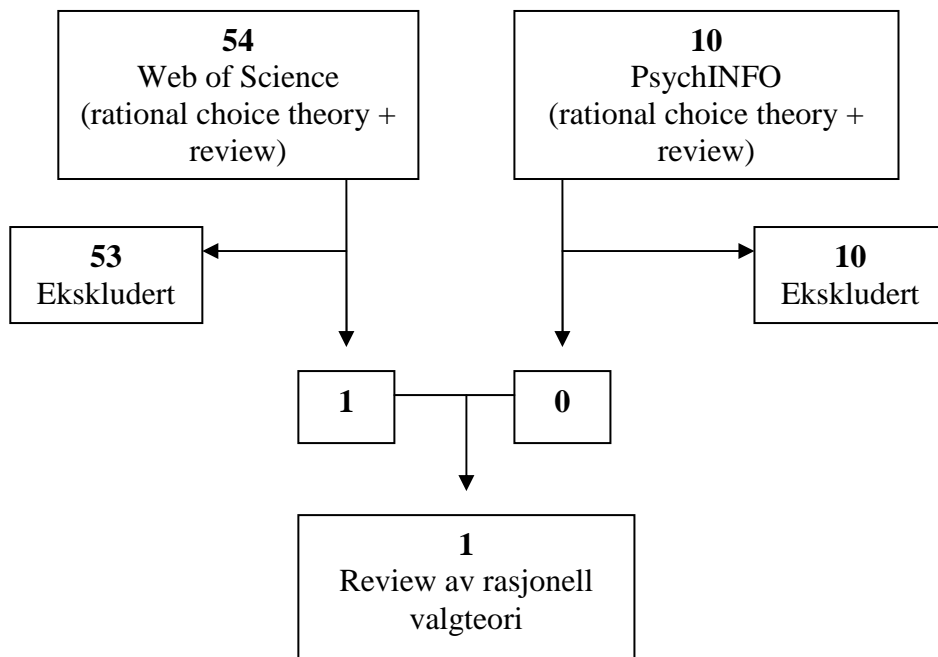 54
Web of Science
(rational choice theory +
review)
10
PsychINFO
(rational choice theory +
review)
53
Ekskludert
10
Ekskludert
1
0
1
Review av rasjonell
valgteori